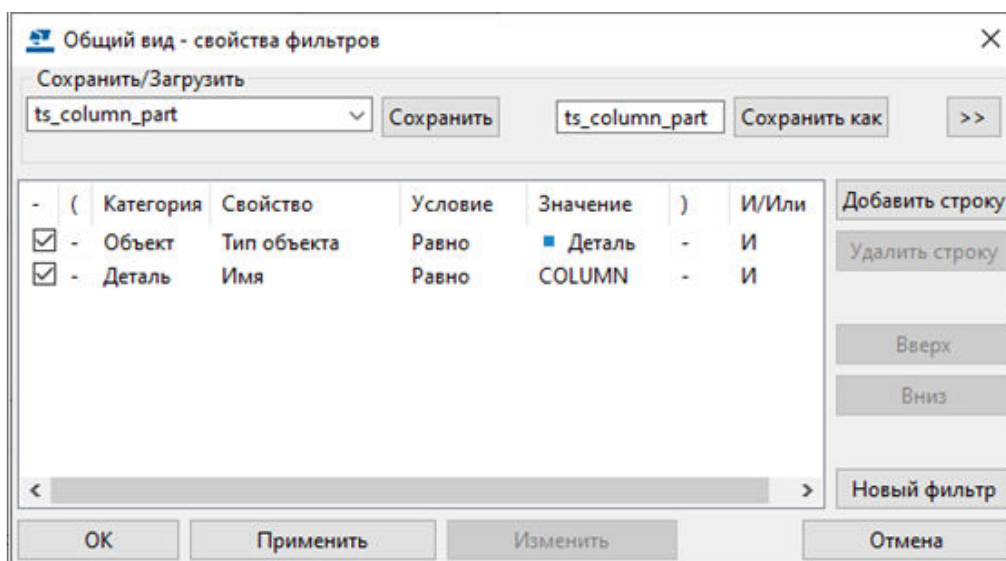 Общий вид - свойства фильтров
Сохранить/Загрузить
ts_column_part Сохранить ts_column_part Сохранить как >>
- ( Категория Свойство Условие Значение ) И/Или Добавить строку
- Объект Тип объекта Равно Деталь - И Удалить строку
- Деталь Имя Равно COLUMN - И
Вверх
Вниз
Новый фильтр
ОК Применить Изменить Отмена